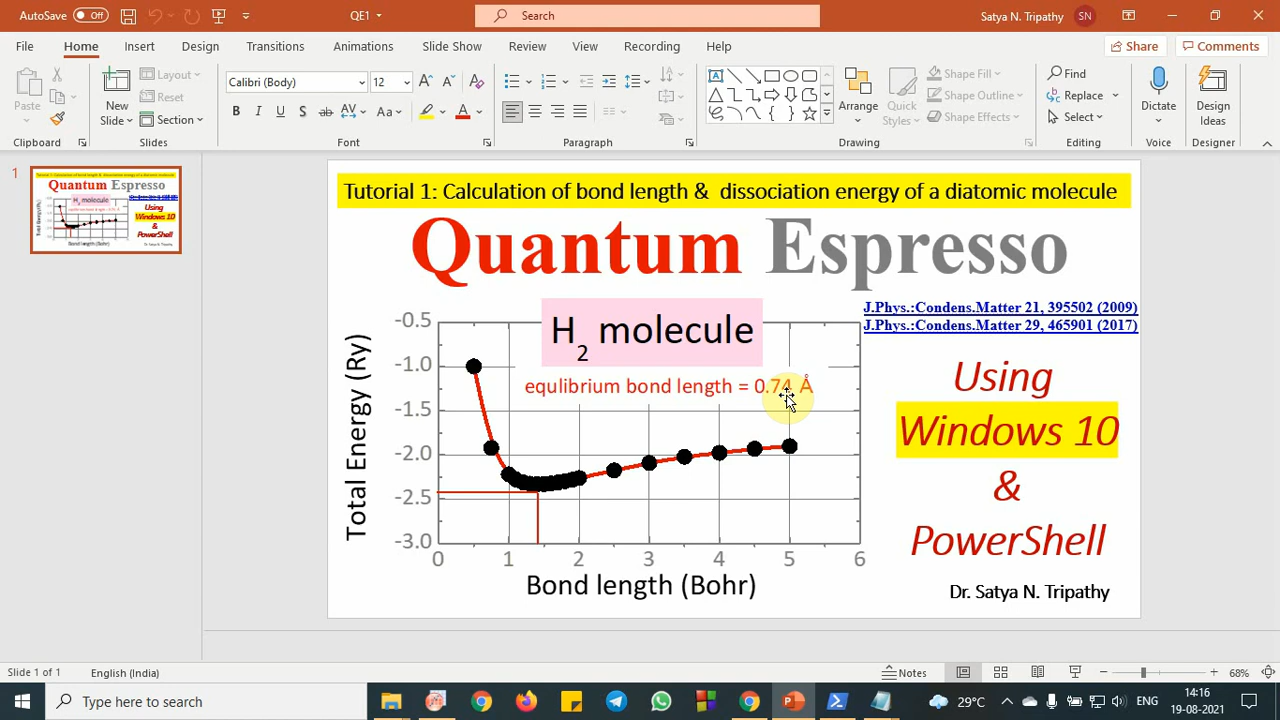 AutoSave Off
QE1
Search
Satya N. Tripathy SN
File Home Insert Design Transitions Animations Slide Show Review View Recording Help Share Comments
Paste
New Slide
Layout
Reset
Section
Calibri (Body) 12
B I U S ab AV Aa A A
Arrange
Quick Styles
Shape Fill
Shape Outline
Shape Effects
Find
Replace
Select
Dictate
Design Ideas
Clipboard Slides Font Paragraph Drawing Editing Voice Designer
1
Tutorial 1: Calculation of bond length & dissociation energy of a diatomic molecule
Quantum Espresso
J.Phys.:Condens.Matter 21, 395502 (2009)
J.Phys.:Condens.Matter 29, 465901 (2017)
H2 molecule
equlibrium bond length = 0.74 Å
Total Energy (Ry)
-0.5
-1.0
-1.5
-2.0
-2.5
-3.0
0 1 2 3 4 5 6
Bond length (Bohr)
Using
Windows 10
&
PowerShell
Dr. Satya N. Tripathy
Slide 1 of 1 English (India) Notes 68%
Type here to search
29°C ENG 14:16
19-08-2021